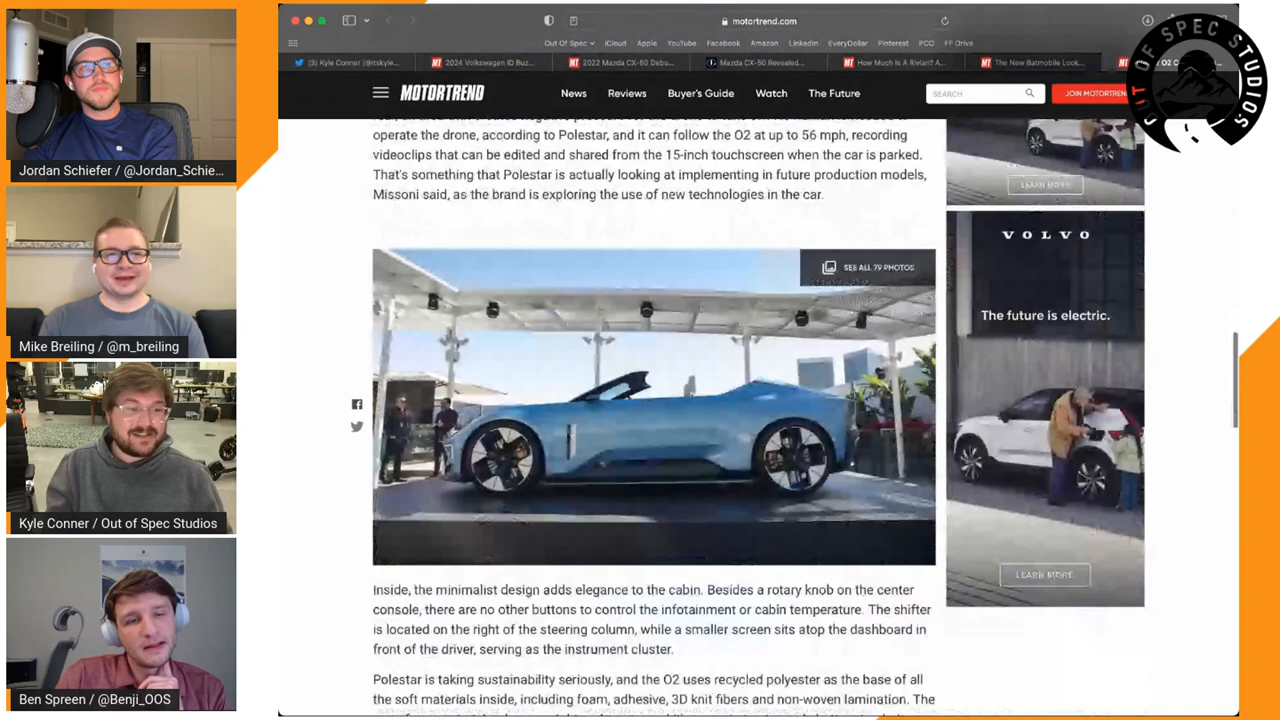 Jordan Schiefer / @Jordan_Schie...
Mike Breiling / @m_breiling
Kyle Conner / Out of Spec Studios
Ben Spreen / @Benji_OOS
motortrend.com
Out Of Spec iCloud Apple YouTube Facebook Amazon LinkedIn EveryDollar Pinterest PCO FF Drive
(3) Kyle Conner (@itskyle... 2024 Volkswagen ID Buz... 2022 Mazda CX-60 Debu... Mazda CX-50 Revealed... How Much Is a Rivian? A... The New Batmobile Look... O2 C...
OUT OF SPEC STUDIOS
MOTORTREND News Reviews Buyer's Guide Watch The Future SEARCH JOIN MOTORTREN
operate the drone, according to Polestar, and it can follow the O2 at up to 56 mph, recording
videoclips that can be edited and shared from the 15-inch touchscreen when the car is parked.
That's something that Polestar is actually looking at implementing in future production models,
Missoni said, as the brand is exploring the use of new technologies in the car.
SEE ALL 79 PHOTOS
Inside, the minimalist design adds elegance to the cabin. Besides a rotary knob on the center
console, there are no other buttons to control the infotainment or cabin temperature. The shifter
is located on the right of the steering column, while a smaller screen sits atop the dashboard in
front of the driver, serving as the instrument cluster.
Polestar is taking sustainability seriously, and the O2 uses recycled polyester as the base of all
the soft materials inside, including foam, adhesive, 3D knit fibers and non-woven lamination. The
LEARN MORE
VOLVO
The future is electric.
LEARN MORE